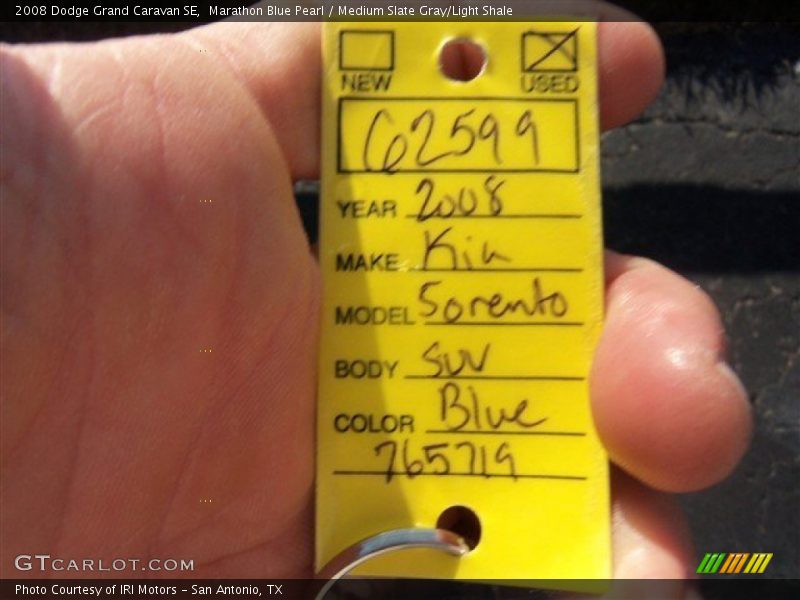 2008 Dodge Grand Caravan SE,  Marathon Blue Pearl / Medium Slate Gray/Light Shale
NEW USED
62599
YEAR 2008
MAKE Kia
MODEL Sorento
BODY SUV
COLOR Blue
765719
GTCARLOT.COM
Photo Courtesy of IRI Motors - San Antonio, TX